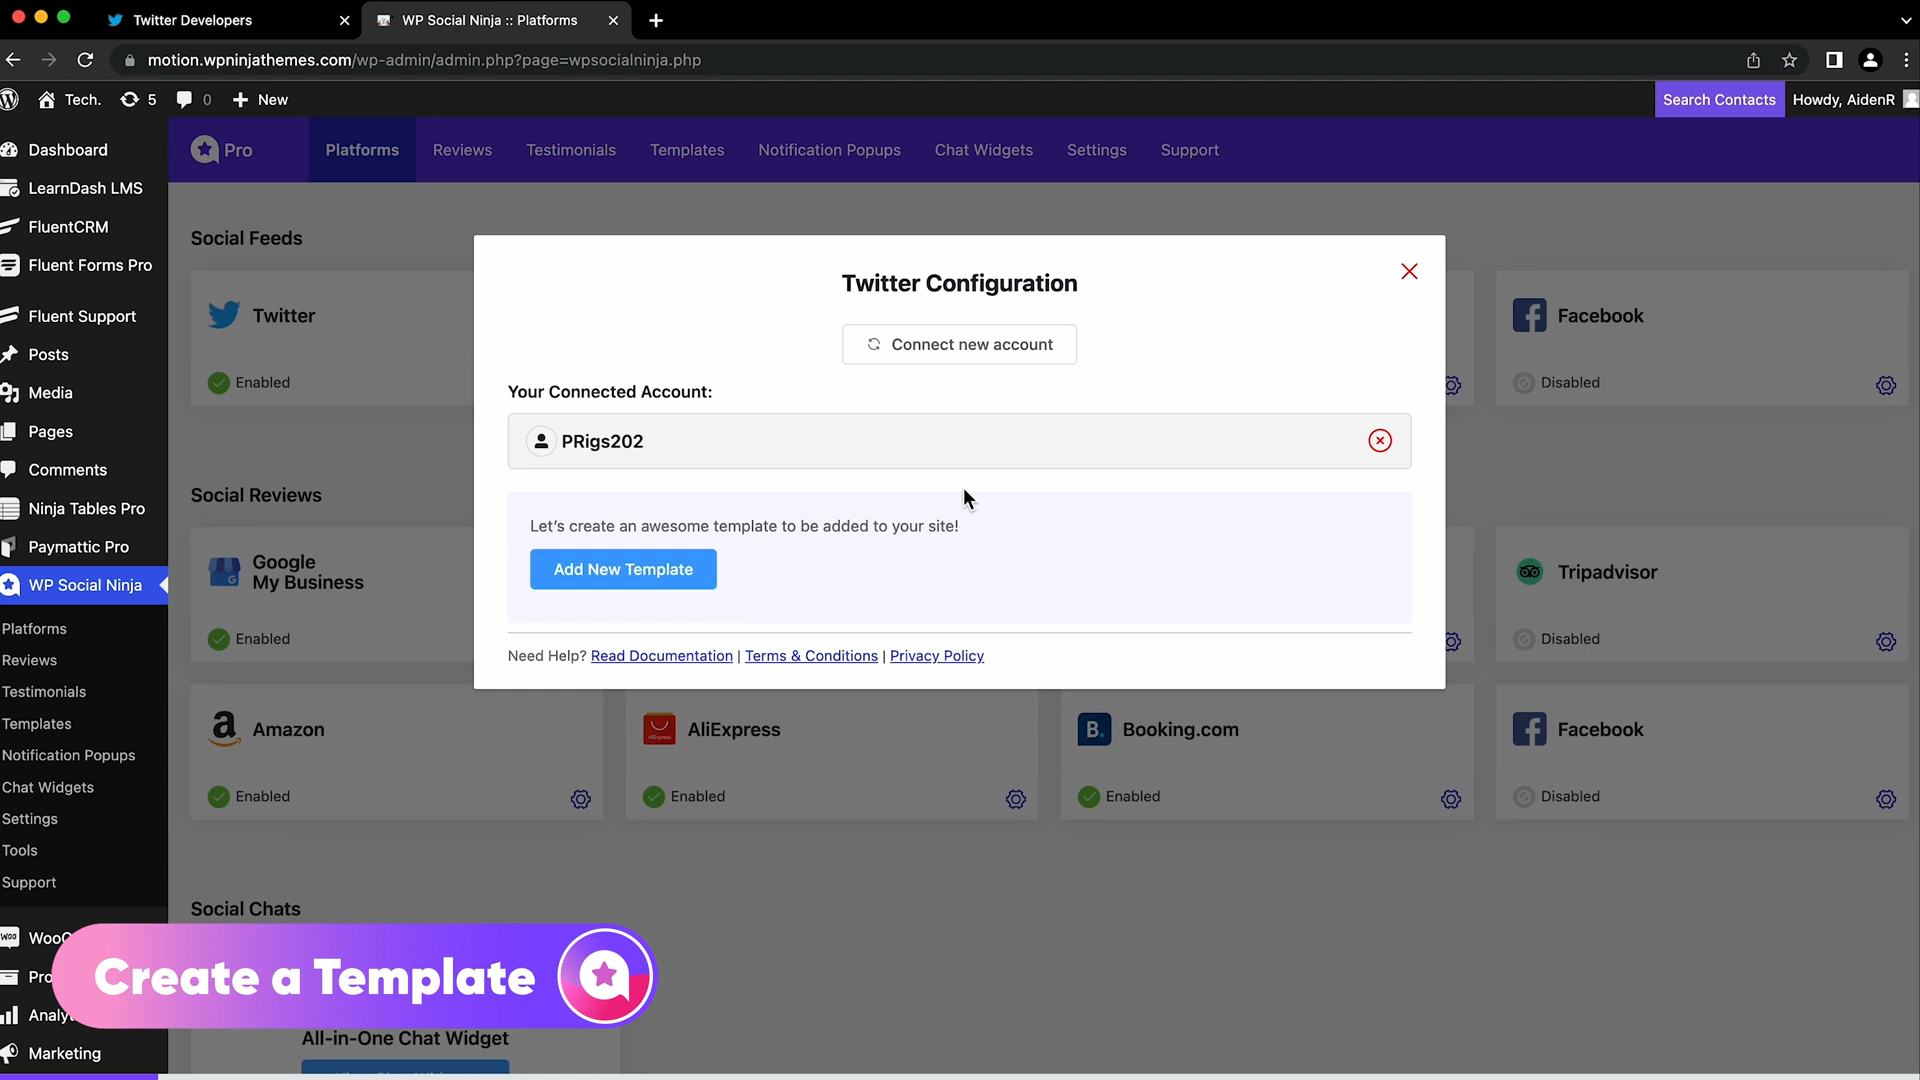 Twitter Developers
WP Social Ninja :: Platforms
motion.wpninjathemes.com/wp-admin/admin.php?page=wpsocialninja.php
Tech.
5
0
New
Search Contacts
Howdy, AidenR
Pro
Platforms
Reviews
Testimonials
Templates
Notification Popups
Chat Widgets
Settings
Support
Dashboard
LearnDash LMS
FluentCRM
Fluent Forms Pro
Fluent Support
Posts
Media
Pages
Comments
Ninja Tables Pro
Paymattic Pro
WP Social Ninja
Platforms
Reviews
Testimonials
Templates
Notification Popups
Chat Widgets
Settings
Tools
Support
Marketing
Social Feeds
Twitter
Enabled
Facebook
Disabled
Twitter Configuration
Connect new account
Your Connected Account:
PRigs202
Let's create an awesome template to be added to your site!
Add New Template
Need Help? Read Documentation | Terms & Conditions | Privacy Policy
Social Reviews
Google
My Business
Enabled
Tripadvisor
Disabled
Amazon
Enabled
AliExpress
Enabled
B.
Booking.com
Enabled
Facebook
Disabled
Social Chats
Create a Template
All-in-One Chat Widget